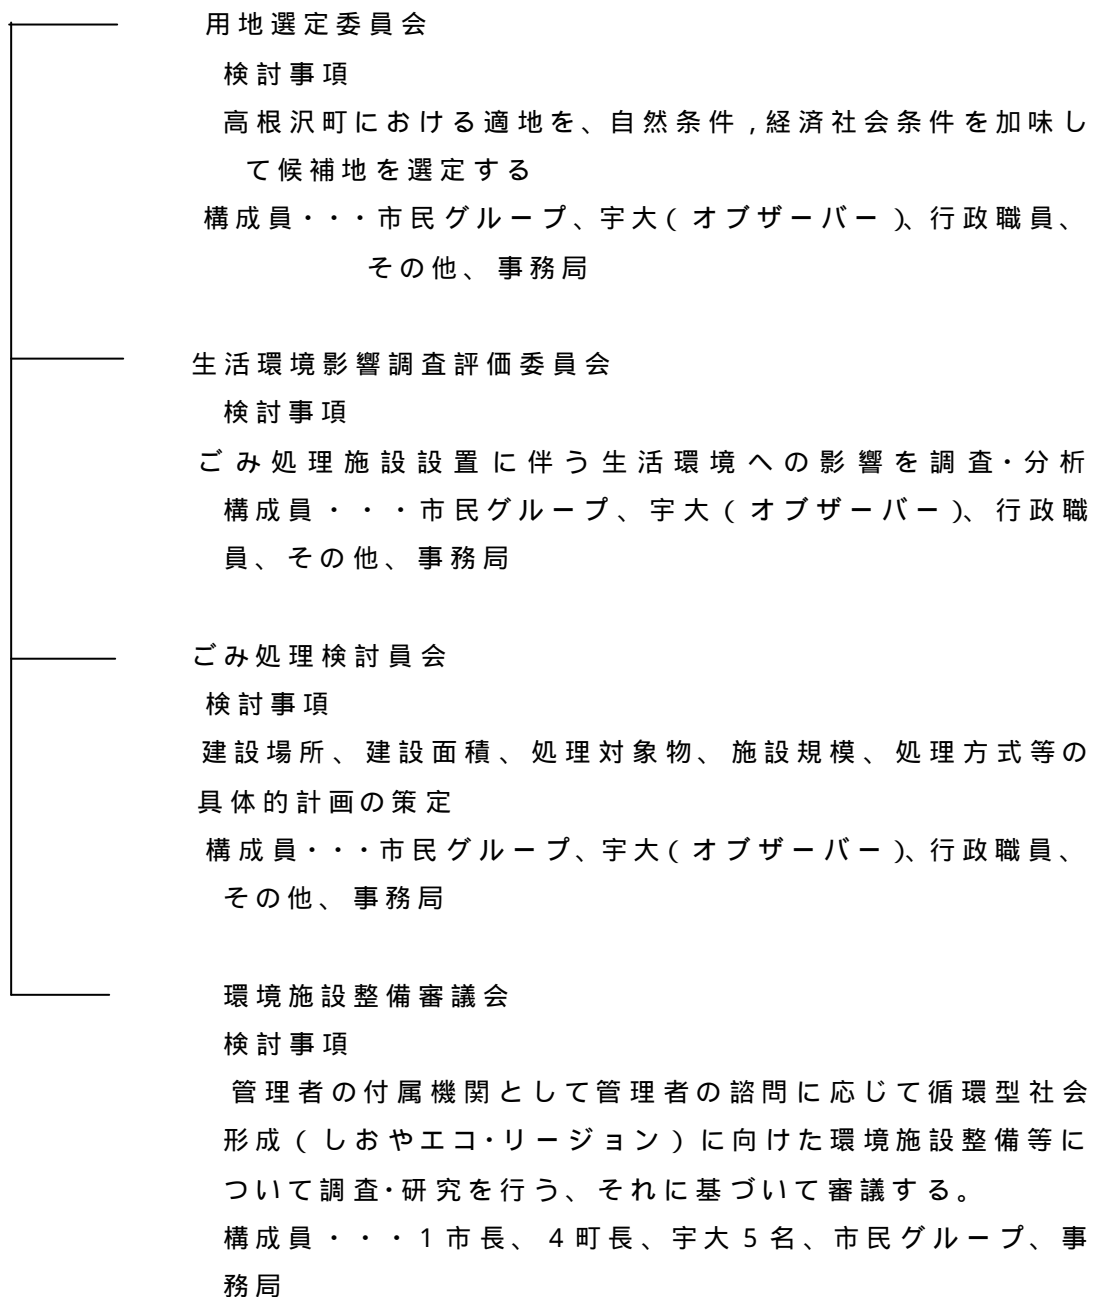 用地選定委員会
検討事項
高根沢町における適地を、自然条件,経済社会条件を加味し
て候補地を選定する
構成員・・・市民グループ、宇大(オブザーバー)、行政職員、
その他、事務局
生活環境影響調査評価委員会
検討事項
ごみ処理施設設置に伴う生活環境への影響を調査・分析
構成員・・・市民グループ、宇大(オブザーバー)、行政職
員、その他、事務局
ごみ処理検討員会
検討事項
建設場所、建設面積、処理対象物、施設規模、処理方式等の
具体的計画の策定
構成員・・・市民グループ、宇大(オブザーバー)、行政職員、
その他、事務局
環境施設整備審議会
検討事項
管理者の付属機関として管理者の諮問に応じて循環型社会
形成(しおやエコ・リージョン)に向けた環境施設整備等に
ついて調査・研究を行う、それに基づいて審議する。
構成員・・・1市長、4町長、宇大5名、市民グループ、事
務局